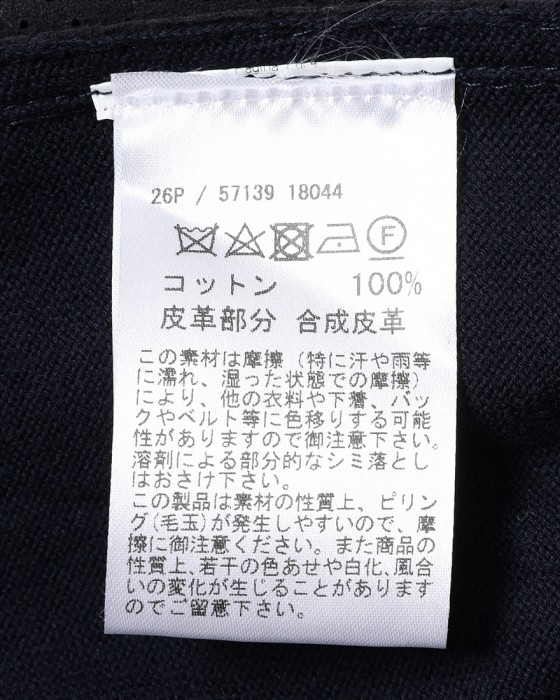 26P / 57139 18044
F
コットン 100%
皮革部分 合成皮革
この素材は摩擦（特に汗や雨等
に濡れ、湿った状態での摩擦）
により、他の衣料や下着、バッ
クやベルト等に色移りする可能
性がありますので御注意下さい。
溶剤による部分的なシミ落とし
はおさけ下さい。
この製品は素材の性質上、ピリン
グ(毛玉)が発生しやすいので、摩
擦に御注意ください。また商品の
性質上、若干の色あせや白化、風合
いの変化が生じることがあります
のでご留意下さい。